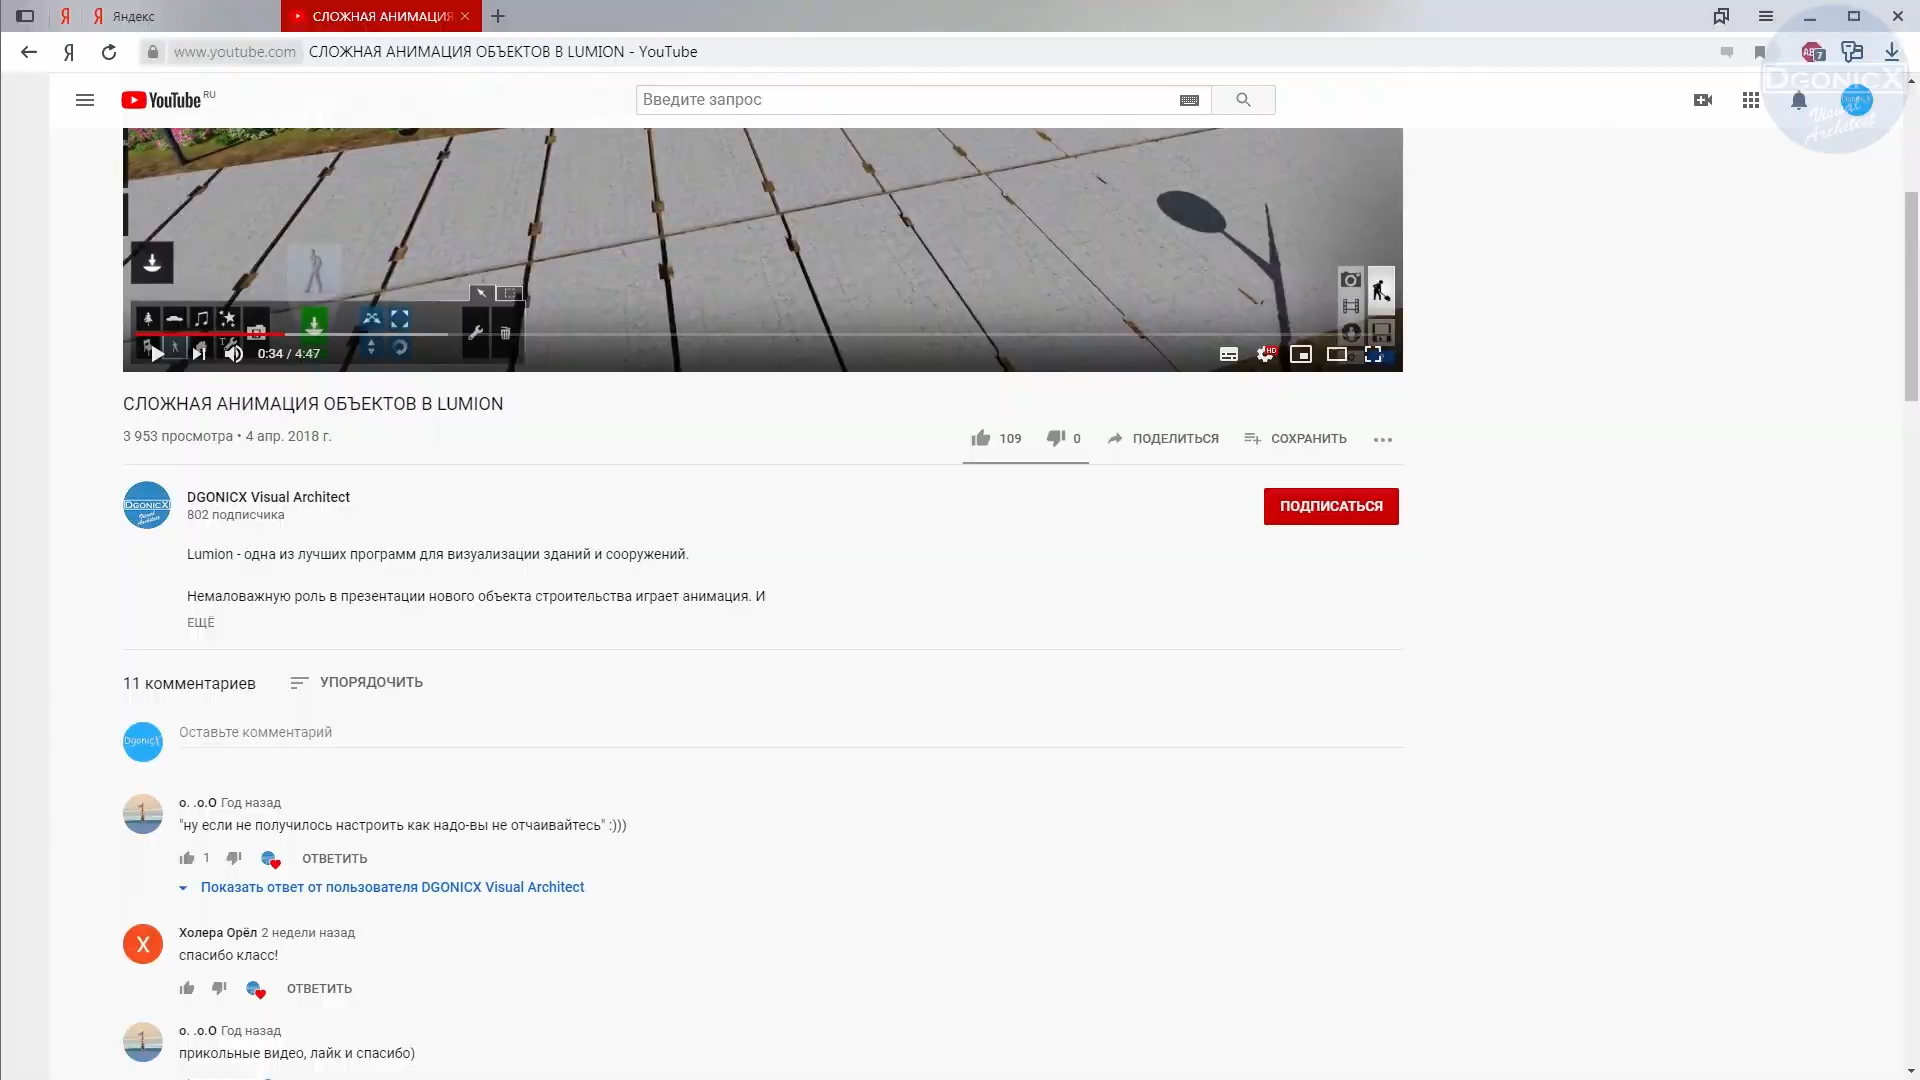 Яндекс
СЛОЖНАЯ АНИМАЦИЯ
www.youtube.com СЛОЖНАЯ АНИМАЦИЯ ОБЪЕКТОВ В LUMION - YouTube
YouTube RU
Введите запрос
DGONICX
Visual
Architect
0:34 / 4:47
HD
СЛОЖНАЯ АНИМАЦИЯ ОБЪЕКТОВ В LUMION
3 953 просмотра • 4 апр. 2018 г.
109 0 ПОДЕЛИТЬСЯ СОХРАНИТЬ
DGONICX Visual Architect
802 подписчика
ПОДПИСАТЬСЯ
Lumion - одна из лучших программ для визуализации зданий и сооружений.
Немаловажную роль в презентации нового объекта строительства играет анимация. И
ЕЩЁ
11 комментариев УПОРЯДОЧИТЬ
DgonicX
Оставьте комментарий
о. .о.О Год назад
"ну если не получилось настроить как надо-вы не отчаивайтесь" :)))
1 ОТВЕТИТЬ
Показать ответ от пользователя DGONICX Visual Architect
Х
Холера Орёл 2 недели назад
спасибо класс!
ОТВЕТИТЬ
о. .о.О Год назад
прикольные видео, лайк и спасибо)